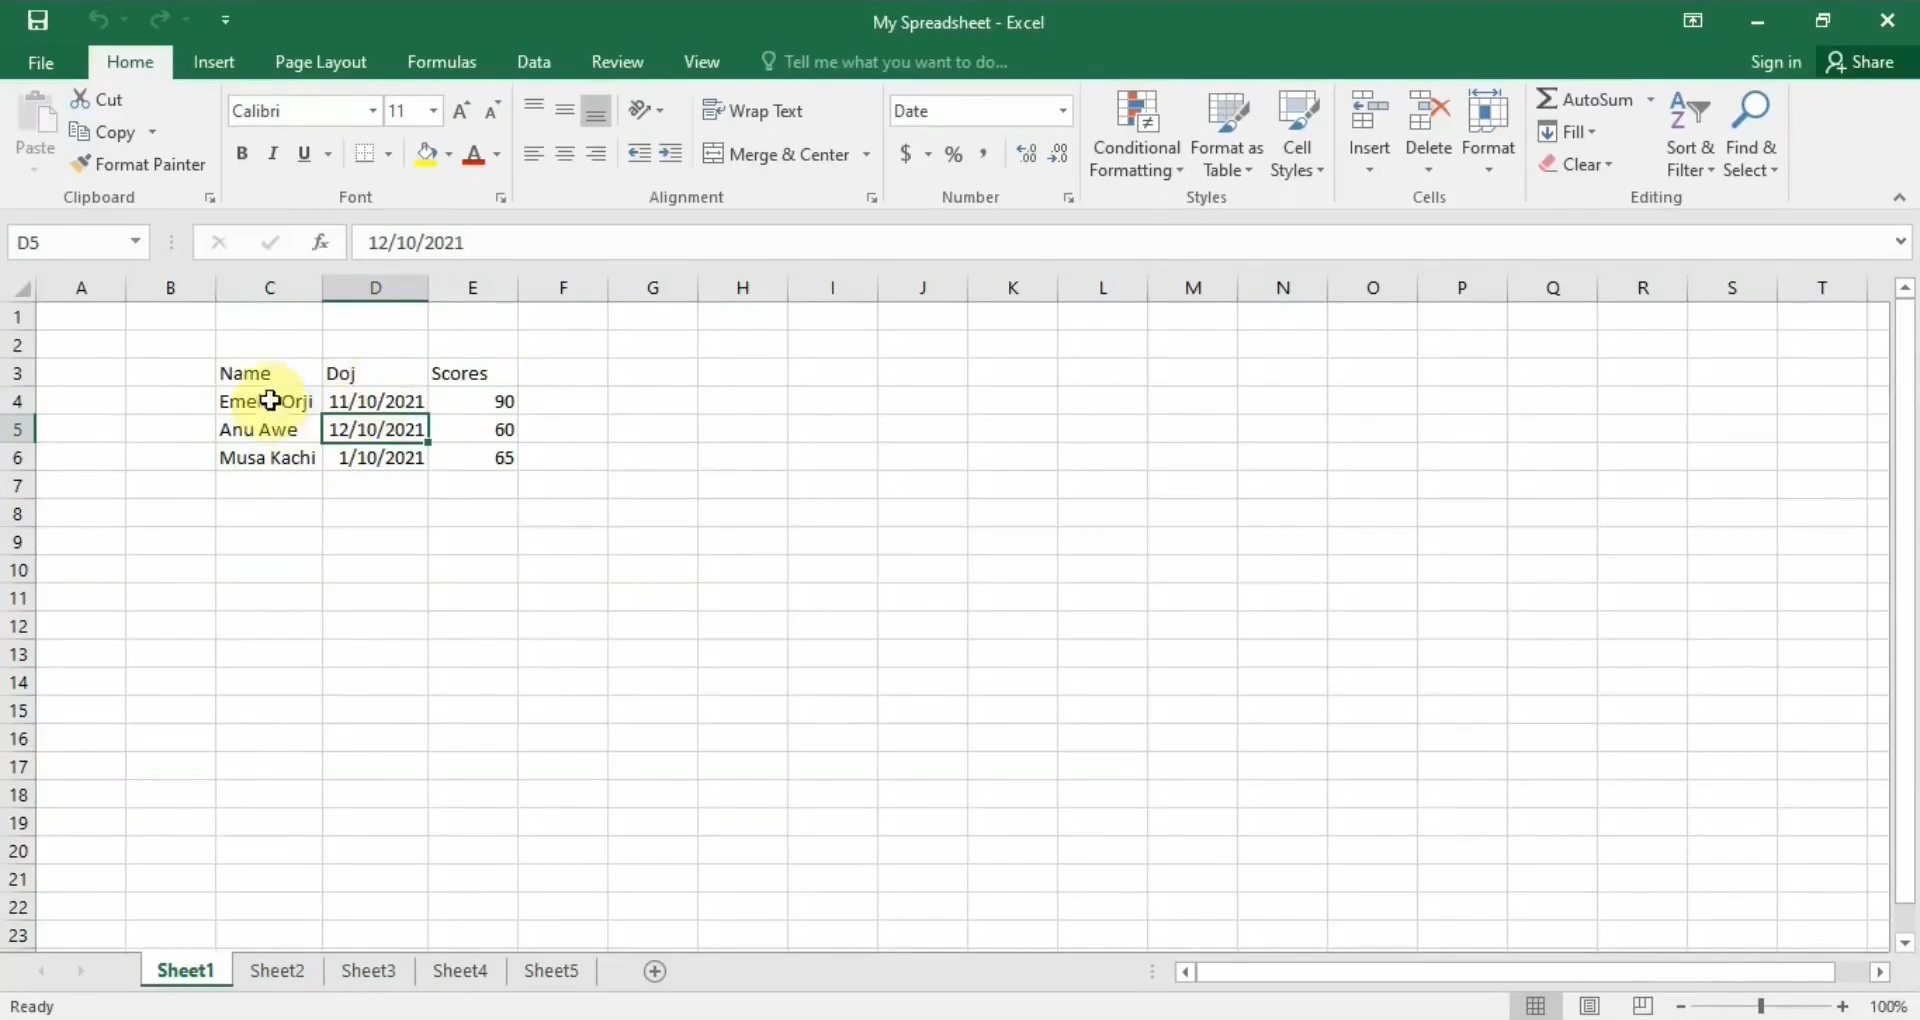 My Spreadsheet - Excel
File Home Insert Page Layout Formulas Data Review View Tell me what you want to do... Sign in Share
Paste
Cut
Copy
Format Painter
Clipboard
Calibri 11
B I U A
Font
Wrap Text
Merge & Center
Alignment
Date
$ % ,
Number
Conditional Formatting
Format as Table
Cell Styles
Styles
Insert Delete Format
Cells
AutoSum
Fill
Clear
Sort & Filter
Find & Select
Editing
D5 fx 12/10/2021
A B C D E F G H I J K L M N O P Q R S T
1
2
3 Name Doj Scores
4 Orji 11/10/2021 90
5 Anu Awe 12/10/2021 60
6 Musa Kachi 1/10/2021 65
7
8
9
10
11
12
13
14
15
16
17
18
19
20
21
22
23
Sheet1 Sheet2 Sheet3 Sheet4 Sheet5
Ready 100%